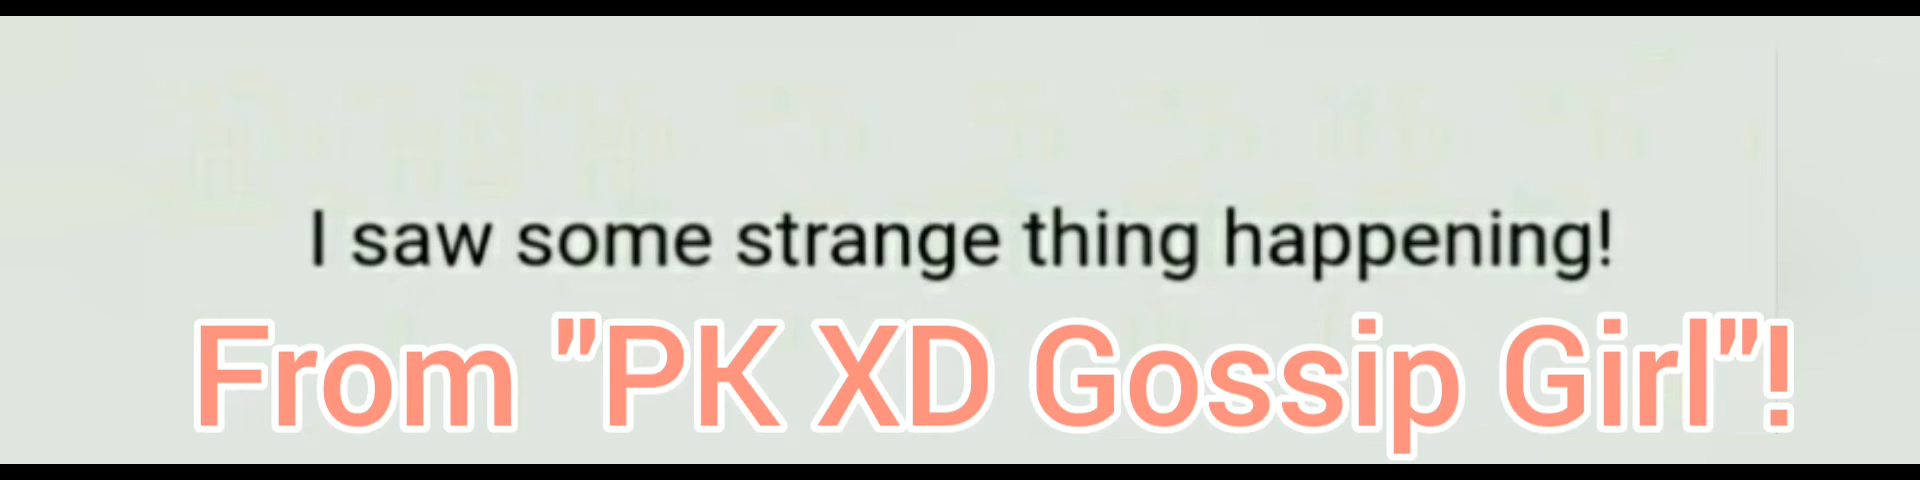 I saw some strange thing happening!
From "PK XD Gossip Girl"!